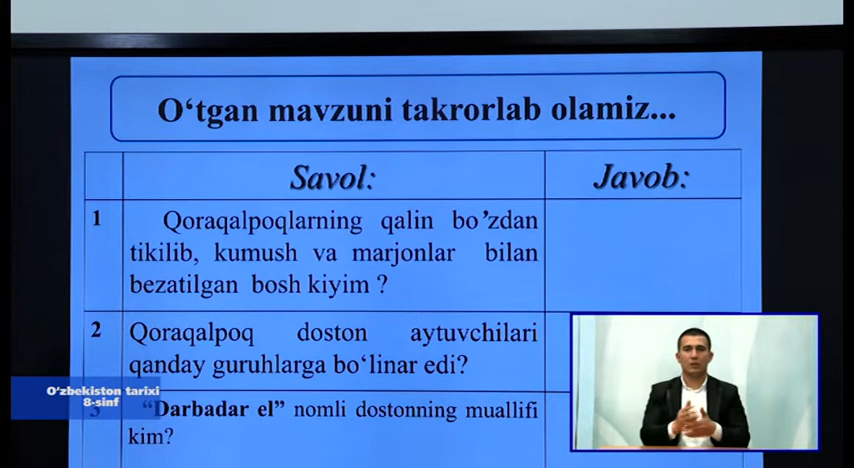 O‘tgan mavzuni takrorlab olamiz...
Savol:
Javob:
1
Qoraqalpoqlarning qalin bo’zdan
tikilib, kumush va marjonlar bilan
bezatilgan bosh kiyim ?
2
Qoraqalpoq doston aytuvchilari
qanday guruhlarga bo‘linar edi?
3
“Darbadar el” nomli dostonning muallifi
kim?
O‘zbekiston tarixi
8-sinf